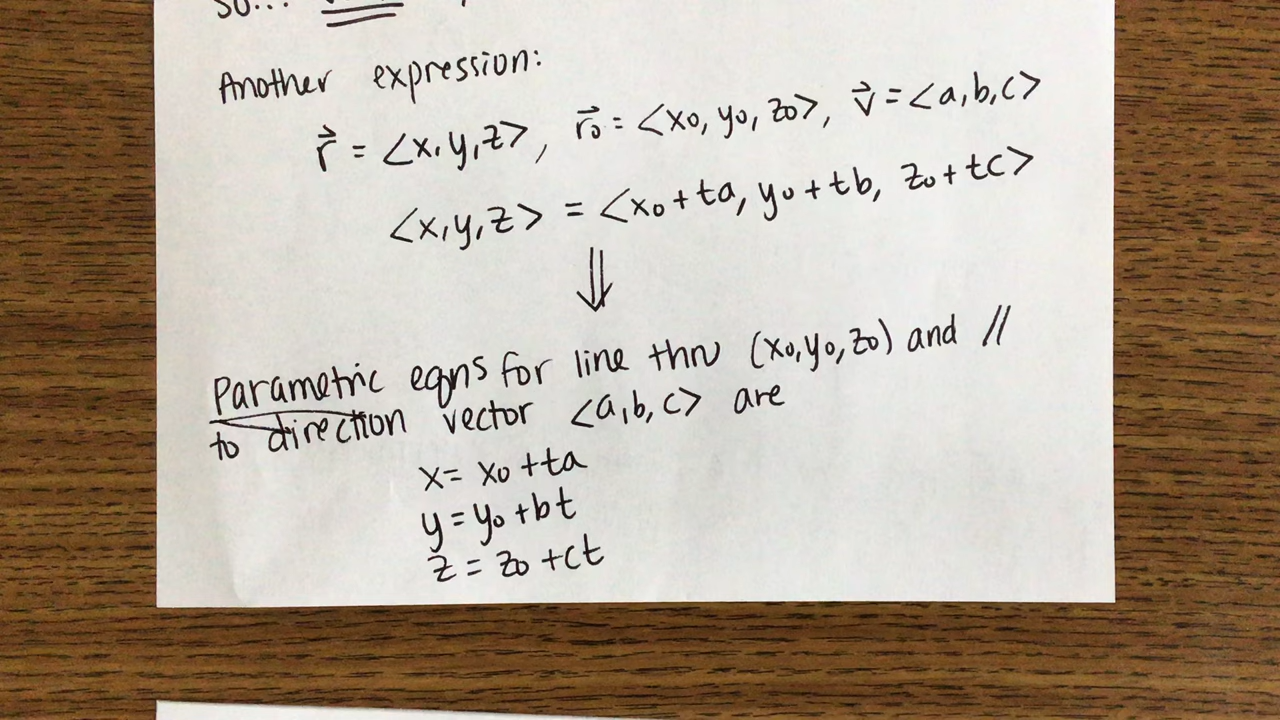 so...
Another expression:
r⃗ = <x,y,z>, r⃗₀ = <x₀, y₀, z₀>, v⃗ = <a,b,c>
<x,y,z> = <x₀+ta, y₀+tb, z₀+tc>
⇓
Parametric eqns for line thru (x₀,y₀,z₀) and //
to direction vector <a,b,c> are
x = x₀ + ta
y = y₀ + bt
z = z₀ + ct